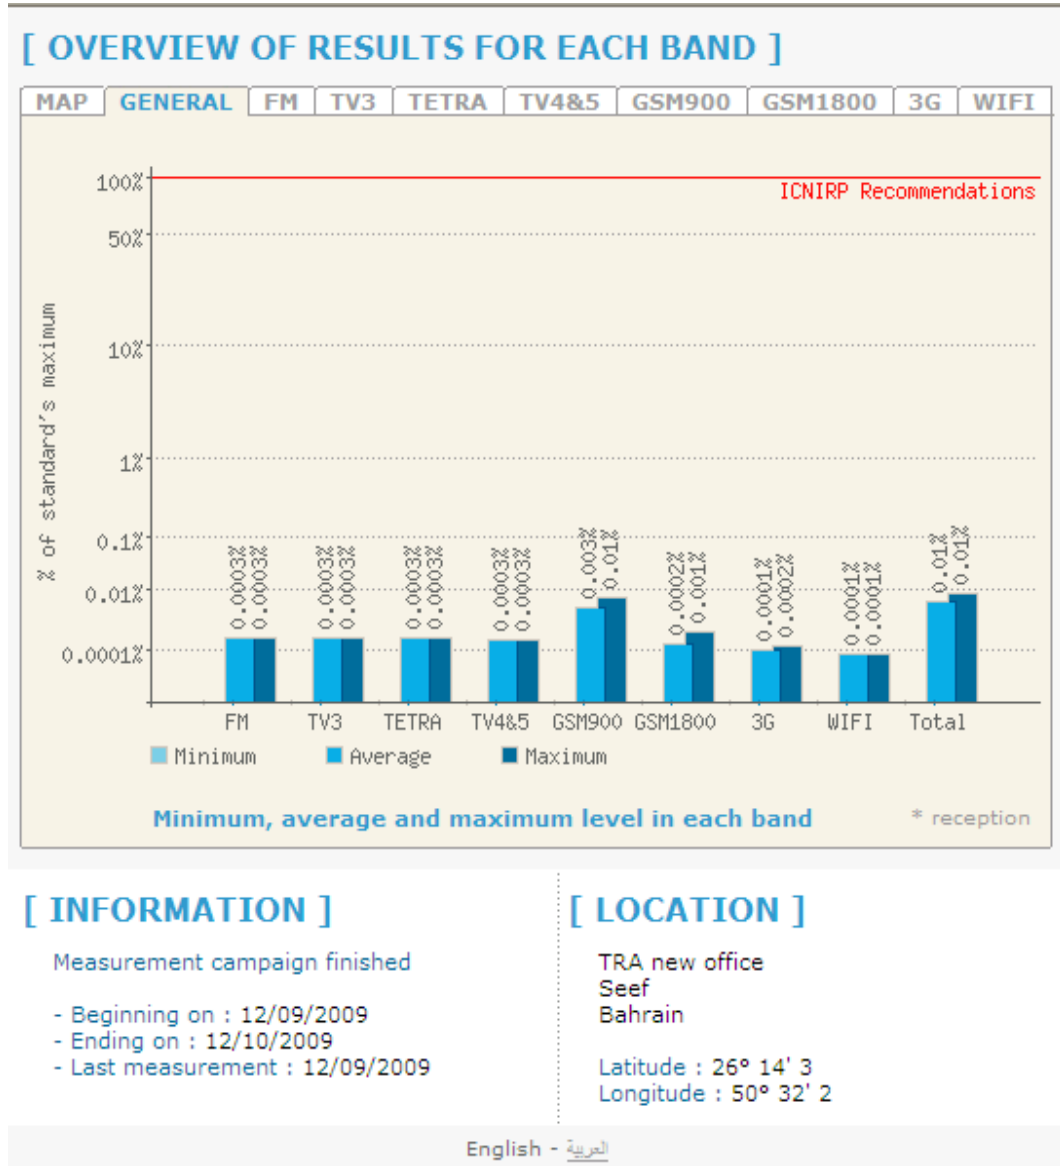 [ OVERVIEW OF RESULTS FOR EACH BAND ]
MAP GENERAL FM TV3 TETRA TV4&5 GSM900 GSM1800 3G WIFI
100%
ICNIRP Recommendations
50%
10%
1%
0.1%
0.01%
0.0001%
% of standard's maximum
0.0003% 0.0003% 0.0003% 0.0003% 0.0003% 0.0003% 0.0003% 0.0003% 0.003% 0.01% 0.0002% 0.001% 0.0001% 0.0002% 0.0001% 0.0001% 0.01% 0.01%
FM TV3 TETRA TV4&5 GSM900 GSM1800 3G WIFI Total
Minimum Average Maximum
Minimum, average and maximum level in each band * reception
[ INFORMATION ]
Measurement campaign finished
- Beginning on : 12/09/2009
- Ending on : 12/10/2009
- Last measurement : 12/09/2009
[ LOCATION ]
TRA new office
Seef
Bahrain
Latitude : 26° 14' 3
Longitude : 50° 32' 2
English - العربية